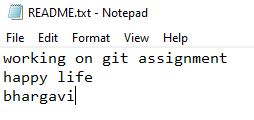 README.txt - Notepad
File Edit Format View Help
working on git assignment
happy life
bhargavi